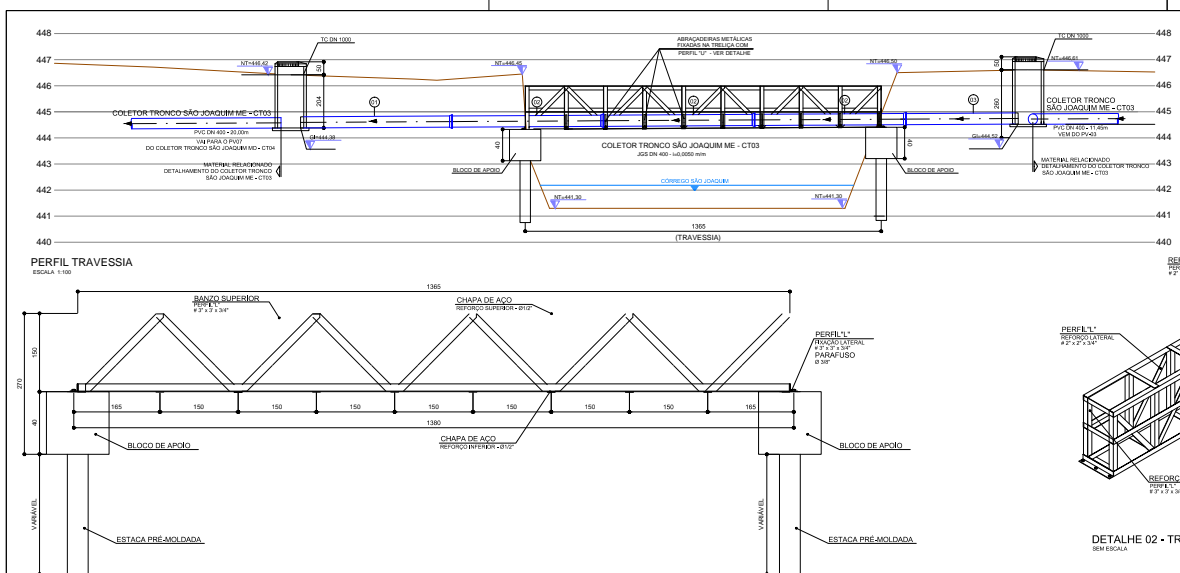 448
447
446
445
444
443
442
441
440
448
447
446
445
444
443
442
441
440
TC DN 1000
NT=446,42
50
204
COLETOR TRONCO SÃO JOAQUIM ME - CT03
PVC DN 400 - 20,00m
VAI PARA O PV07
DO COLETOR TRONCO SÃO JOAQUIM MD - CT04
GI=444,38
MATERIAL RELACIONADO
DETALHAMENTO DO COLETOR TRONCO
SÃO JOAQUIM ME - CT03
01
NT=446,45
ABRAÇADEIRAS METÁLICAS
FIXADAS NA TRELIÇA COM
PERFIL "U" - VER DETALHE
02
02
02
NT=446,50
40
COLETOR TRONCO SÃO JOAQUIM ME - CT03
JGS DN 400 - i=0,0050 m/m
40
BLOCO DE APOIO
BLOCO DE APOIO
CÓRREGO SÃO JOAQUIM
NT=441,30
NT=441,30
1365
(TRAVESSIA)
03
TC DN 1000
NT=446,61
50
260
GI=444,52
COLETOR TRONCO
SÃO JOAQUIM ME - CT03
PVC DN 400 - 11,45m
VEM DO PV-03
MATERIAL RELACIONADO
DETALHAMENTO DO COLETOR TRONCO
SÃO JOAQUIM ME - CT03
PERFIL TRAVESSIA
ESCALA 1:100
1365
BANZO SUPERIOR
PERFIL"L"
# 3" x 3" x 3/4"
CHAPA DE AÇO
REFORÇO SUPERIOR - Ø1/2"
PERFIL"L"
FIXAÇÃO LATERAL
# 3" x 3" x 3/4"
PARAFUSO
Ø 3/8"
270
150
40
165
150
150
150
150
150
150
150
165
1380
CHAPA DE AÇO
REFORÇO INFERIOR - Ø1/2"
BLOCO DE APOIO
BLOCO DE APOIO
VARIÁVEL
VARIÁVEL
ESTACA PRÉ-MOLDADA
ESTACA PRÉ-MOLDADA
PERFIL"L"
REFORÇO LATERAL
# 2" x 2" x 3/4"
REFORÇ
PERFIL"L"
# 3" x 3" x 3/4
DETALHE 02 - TR
SEM ESCALA